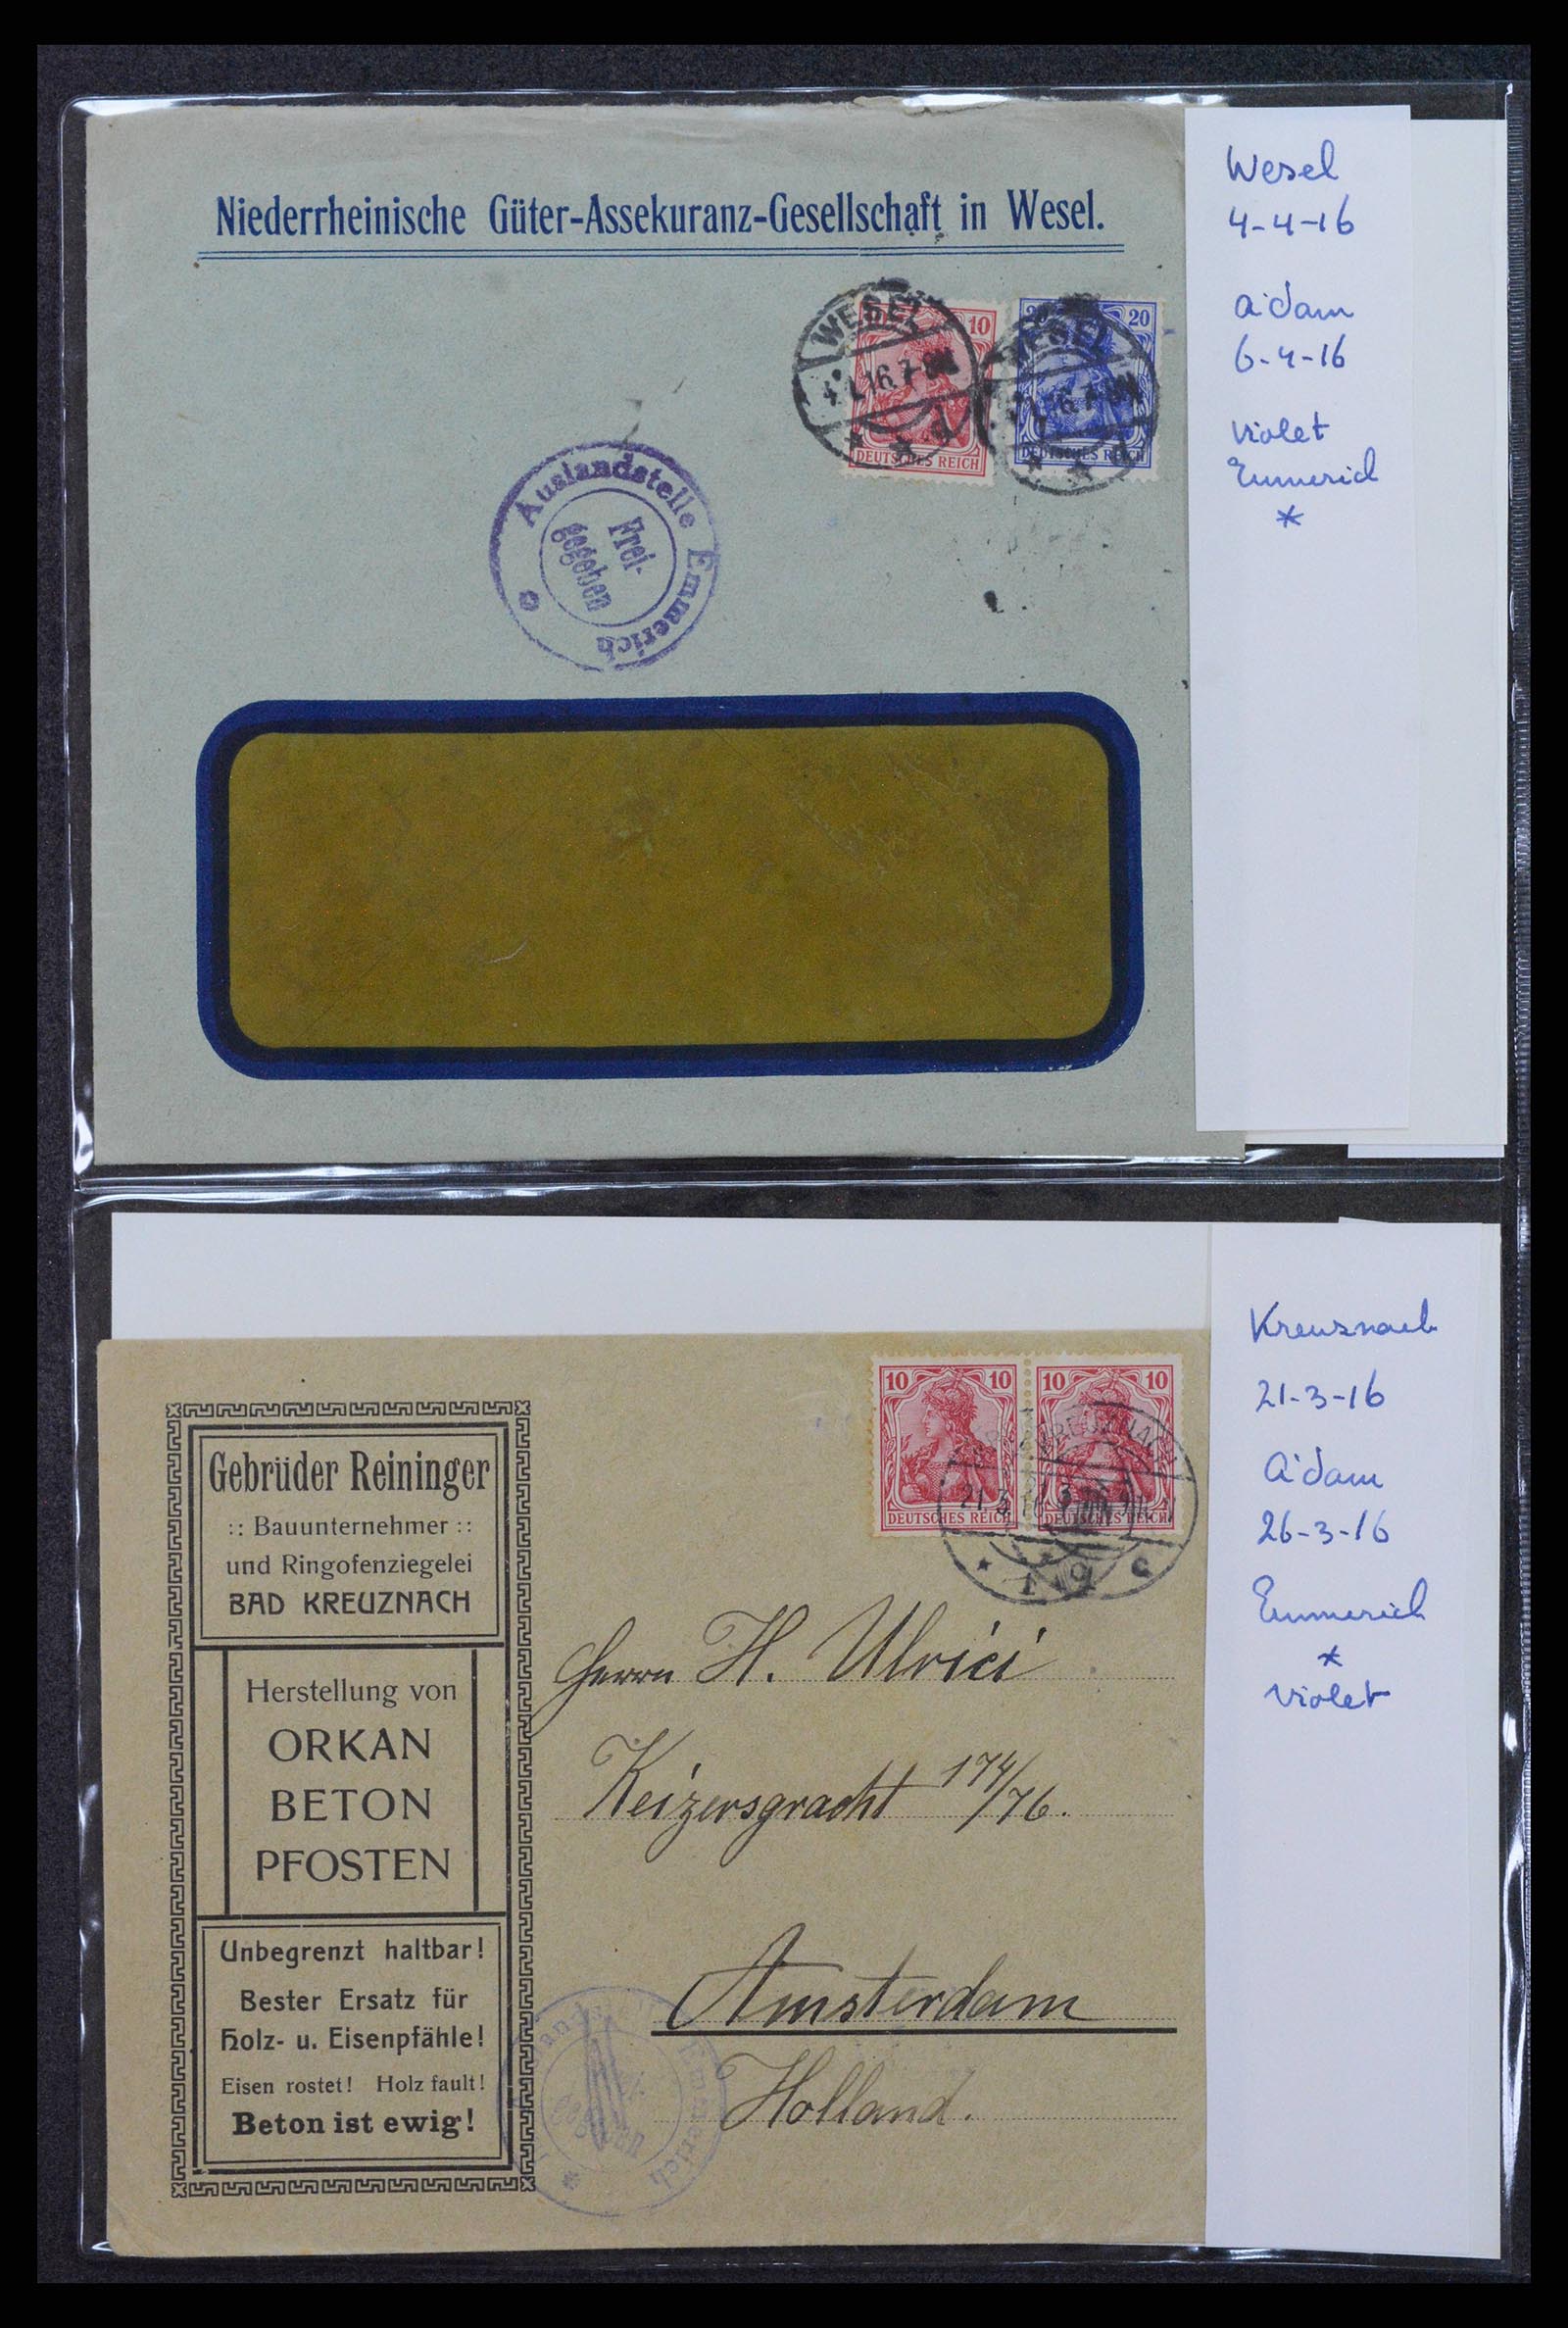 Niederrheinische Güter-Assekuranz-Gesellschaft in Wesel.
WESEL
10
DEUTSCHES REICH
WESEL
20 20
DEUTSCHES REICH
Auslandstelle Emmerich
Frei-
gegeben
Wesel
4-4-16
a'dam
6-4-16
violet
Emmerich
*
Gebrüder Reininger
:: Bauunternehmer ::
und Ringofenziegelei
BAD KREUZNACH
Herstellung von
ORKAN
BETON
PFOSTEN
Unbegrenzt haltbar!
Bester Ersatz für
Holz- u. Eisenpfähle!
Eisen rostet! Holz fault!
Beton ist ewig!
10 10
DEUTSCHES REICH
10 10
DEUTSCHES REICH
Herrn H. Ulrici
Keizersgracht 174/76.
Amsterdam
Holland.
Emmerich
Kreuznach
21-3-16
A'dam
26-3-16
Emmerich
*
violet